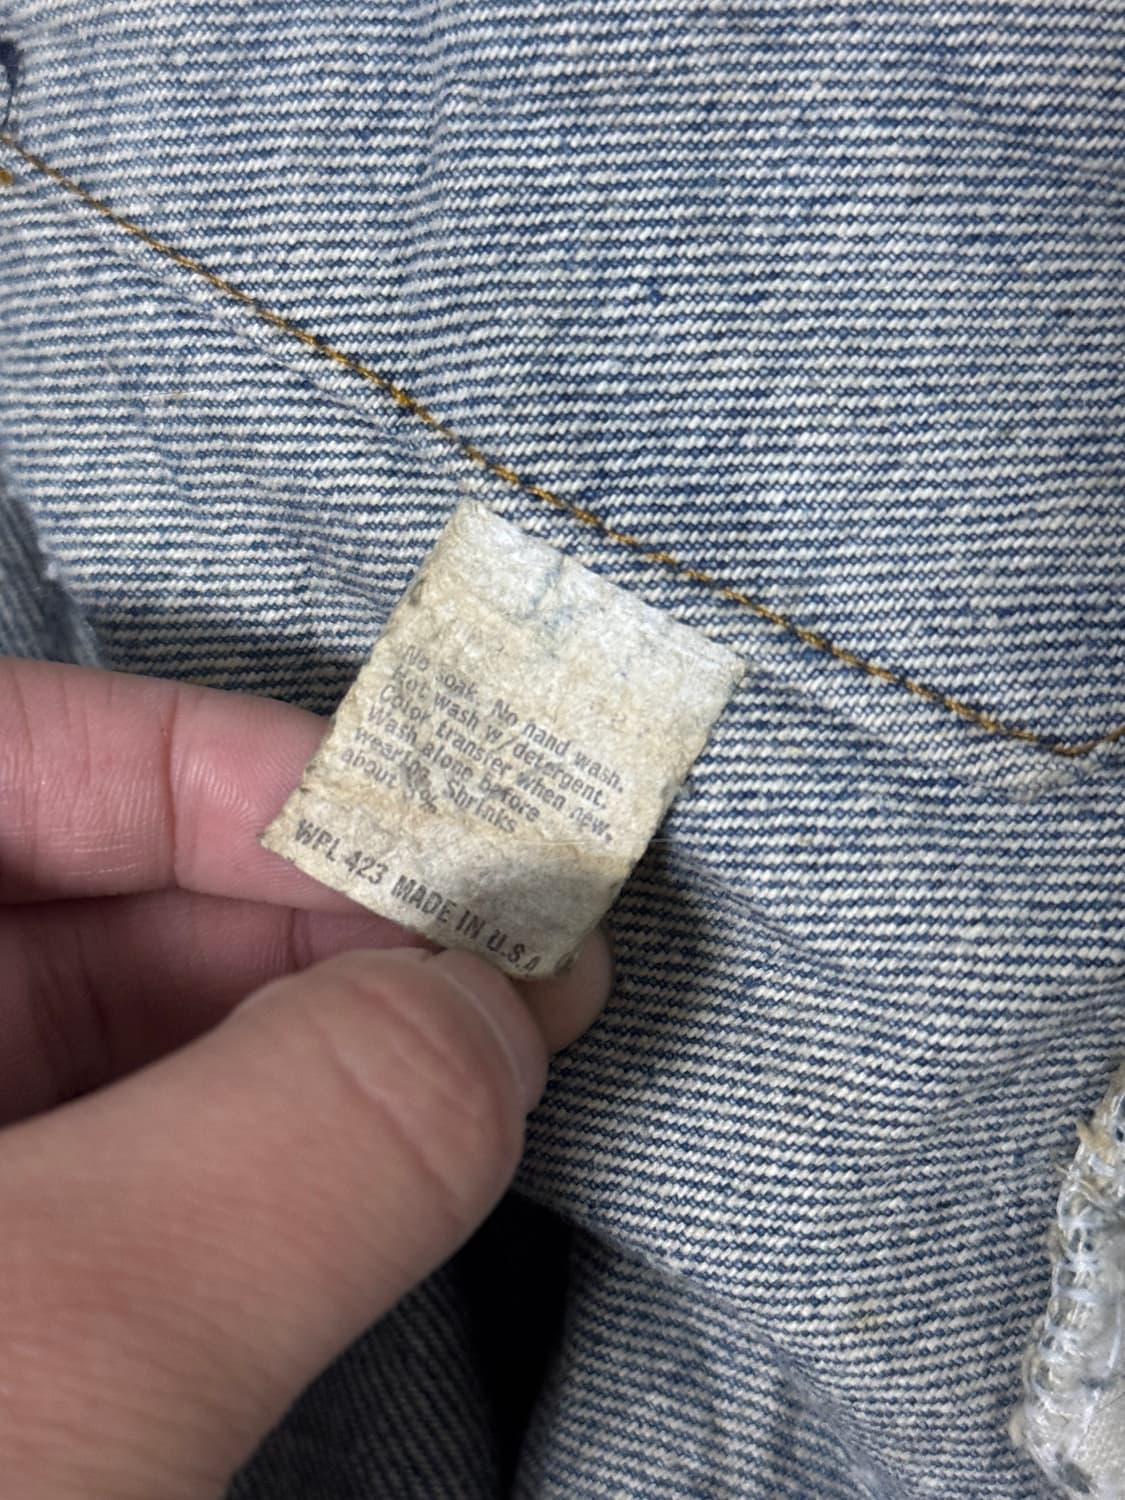 No soak. No hand wash.
Hot wash w/detergent.
Color transfer when new.
Wash alone before
wearing. Shrinks
about
WPL 423 MADE IN U.S.A.